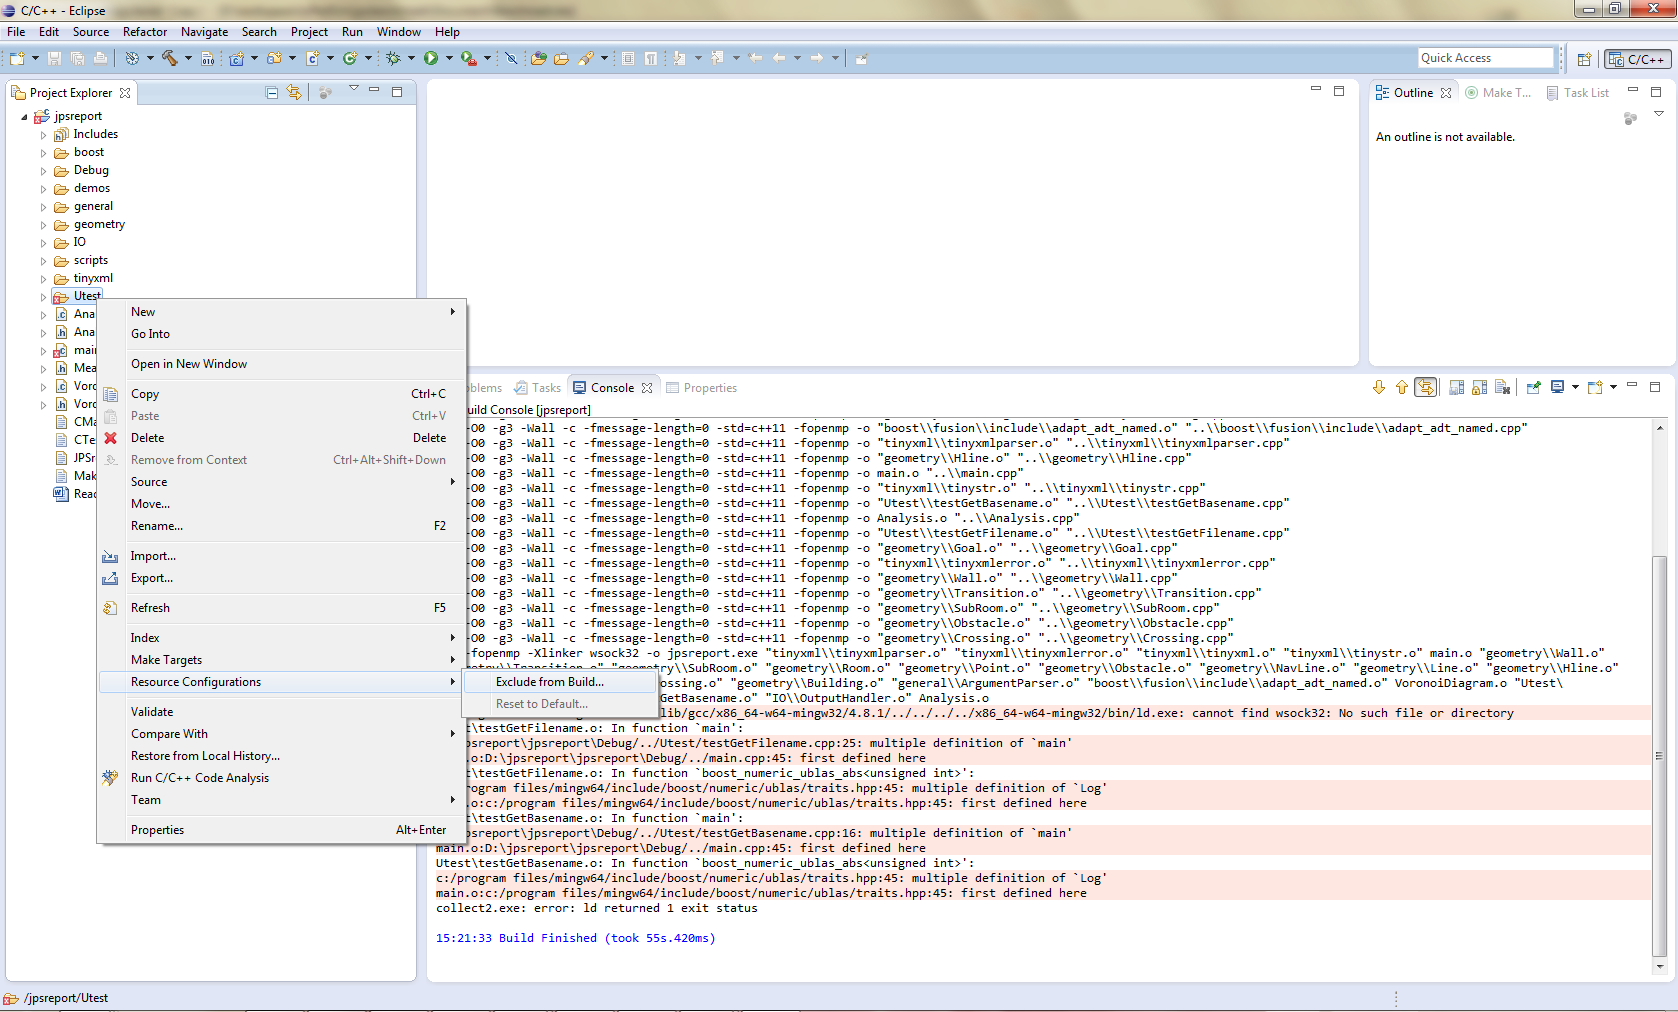 C/C++ - Eclipse
File Edit Source Refactor Navigate Search Project Run Window Help
Quick Access
C/C++
Project Explorer
jpsreport
Includes
boost
Debug
demos
general
geometry
IO
scripts
tinyxml
Utest
Ana
Ana
mai
Mea
Voro
Voro
CMa
CTe
JPSr
Mak
Read
New
Go Into
Open in New Window
Copy Ctrl+C
Paste Ctrl+V
Delete Delete
Remove from Context Ctrl+Alt+Shift+Down
Source
Move...
Rename... F2
Import...
Export...
Refresh F5
Index
Make Targets
Resource Configurations
Validate
Compare With
Restore from Local History...
Run C/C++ Code Analysis
Team
Properties Alt+Enter
Exclude from Build...
Reset to Default...
Outline Make T... Task List
An outline is not available.
blems Tasks Console Properties
uild Console [jpsreport]
-O0 -g3 -Wall -c -fmessage-length=0 -std=c++11 -fopenmp -o "boost\\fusion\\include\\adapt_adt_named.o" "..\\boost\\fusion\\include\\adapt_adt_named.cpp"
-O0 -g3 -Wall -c -fmessage-length=0 -std=c++11 -fopenmp -o "tinyxml\\tinyxmlparser.o" "..\\tinyxml\\tinyxmlparser.cpp"
-O0 -g3 -Wall -c -fmessage-length=0 -std=c++11 -fopenmp -o "geometry\\Hline.o" "..\\geometry\\Hline.cpp"
-O0 -g3 -Wall -c -fmessage-length=0 -std=c++11 -fopenmp -o main.o "..\\main.cpp"
-O0 -g3 -Wall -c -fmessage-length=0 -std=c++11 -fopenmp -o "tinyxml\\tinystr.o" "..\\tinyxml\\tinystr.cpp"
-O0 -g3 -Wall -c -fmessage-length=0 -std=c++11 -fopenmp -o "Utest\\testGetBasename.o" "..\\Utest\\testGetBasename.cpp"
-O0 -g3 -Wall -c -fmessage-length=0 -std=c++11 -fopenmp -o Analysis.o "..\\Analysis.cpp"
-O0 -g3 -Wall -c -fmessage-length=0 -std=c++11 -fopenmp -o "Utest\\testGetFilename.o" "..\\Utest\\testGetFilename.cpp"
-O0 -g3 -Wall -c -fmessage-length=0 -std=c++11 -fopenmp -o "geometry\\Goal.o" "..\\geometry\\Goal.cpp"
-O0 -g3 -Wall -c -fmessage-length=0 -std=c++11 -fopenmp -o "tinyxml\\tinyxmlerror.o" "..\\tinyxml\\tinyxmlerror.cpp"
-O0 -g3 -Wall -c -fmessage-length=0 -std=c++11 -fopenmp -o "geometry\\Wall.o" "..\\geometry\\Wall.cpp"
-O0 -g3 -Wall -c -fmessage-length=0 -std=c++11 -fopenmp -o "geometry\\Transition.o" "..\\geometry\\Transition.cpp"
-O0 -g3 -Wall -c -fmessage-length=0 -std=c++11 -fopenmp -o "geometry\\SubRoom.o" "..\\geometry\\SubRoom.cpp"
-O0 -g3 -Wall -c -fmessage-length=0 -std=c++11 -fopenmp -o "geometry\\Obstacle.o" "..\\geometry\\Obstacle.cpp"
-O0 -g3 -Wall -c -fmessage-length=0 -std=c++11 -fopenmp -o "geometry\\Crossing.o" "..\\geometry\\Crossing.cpp"
-fopenmp -Xlinker wsock32 -o jpsreport.exe "tinyxml\\tinyxmlparser.o" "tinyxml\\tinyxmlerror.o" "tinyxml\\tinyxml.o" "tinyxml\\tinystr.o" main.o "geometry\\Wall.o"
etry\\Transition.o" "geometry\\SubRoom.o" "geometry\\Room.o" "geometry\\Point.o" "geometry\\Obstacle.o" "geometry\\NavLine.o" "geometry\\Line.o" "geometry\\Hline.o"
ossing.o" "geometry\\Building.o" "general\\ArgumentParser.o" "boost\\fusion\\include\\adapt_adt_named.o" VoronoiDiagram.o "Utest\
GetBasename.o" "IO\\OutputHandler.o" Analysis.o
lib/gcc/x86_64-w64-mingw32/4.8.1/../../../../x86_64-w64-mingw32/bin/ld.exe: cannot find wsock32: No such file or directory
\testGetFilename.o: In function `main':
psreport\jpsreport\Debug/../Utest/testGetFilename.cpp:25: multiple definition of `main'
.o:D:\jpsreport\jpsreport\Debug/../main.cpp:45: first defined here
\testGetFilename.o: In function `boost_numeric_ublas_abs<unsigned int>':
rogram files/mingw64/include/boost/numeric/ublas/traits.hpp:45: multiple definition of `Log'
.o:c:/program files/mingw64/include/boost/numeric/ublas/traits.hpp:45: first defined here
\testGetBasename.o: In function `main':
psreport\jpsreport\Debug/../Utest/testGetBasename.cpp:16: multiple definition of `main'
main.o:D:\jpsreport\jpsreport\Debug/../main.cpp:45: first defined here
Utest\testGetBasename.o: In function `boost_numeric_ublas_abs<unsigned int>':
c:/program files/mingw64/include/boost/numeric/ublas/traits.hpp:45: multiple definition of `Log'
main.o:c:/program files/mingw64/include/boost/numeric/ublas/traits.hpp:45: first defined here
collect2.exe: error: ld returned 1 exit status
15:21:33 Build Finished (took 55s.420ms)
/jpsreport/Utest